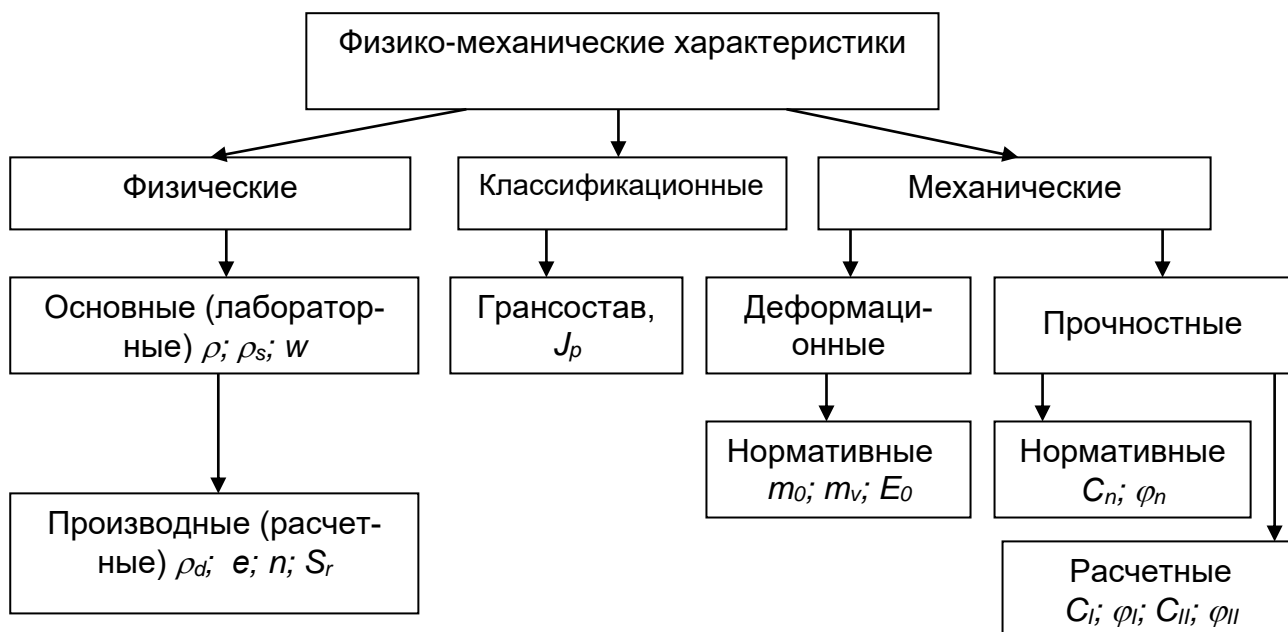 Физико-механические характеристики
Физические
Классификационные
Механические
Основные (лаборатор-
ные) ρ; ρs; w
Грансостав,
Jp
Деформаци-
онные
Прочностные
Нормативные
m0; mv; E0
Нормативные
Cn; φn
Производные (расчет-
ные) ρd; e; n; Sr
Расчетные
CI; φI; CII; φII